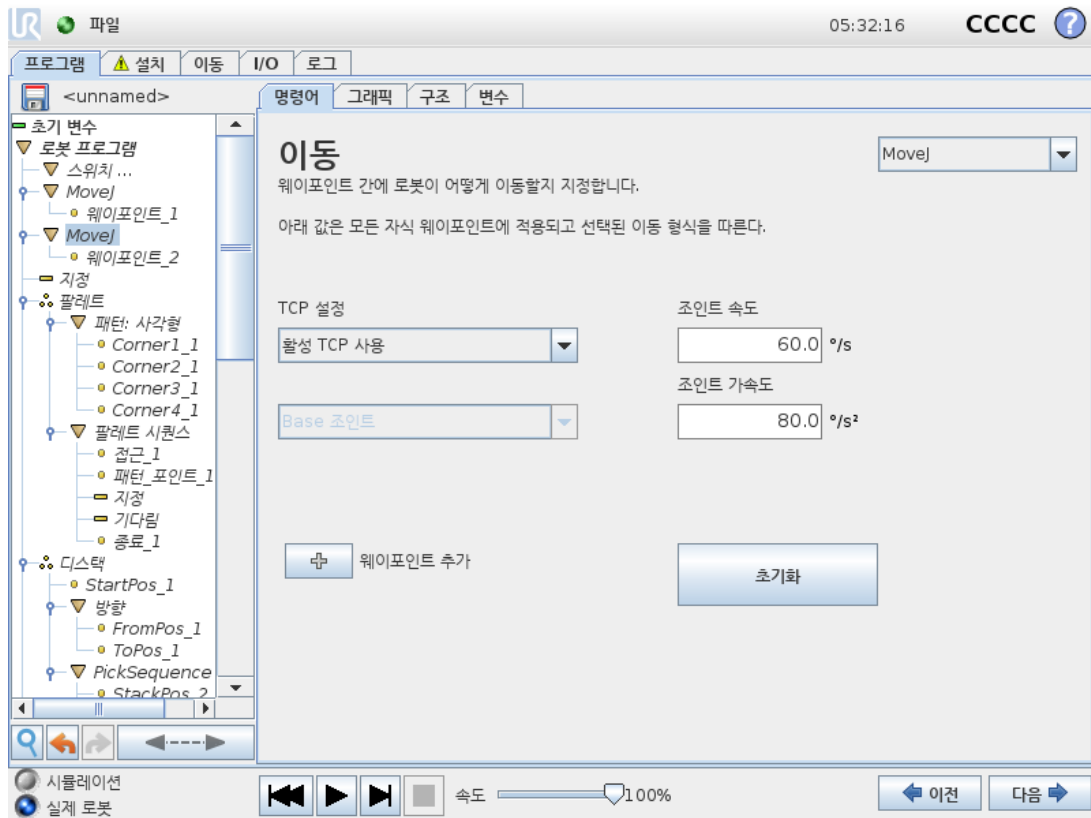 UR 파일 05:32:16 CCCC ?
프로그램 설치 이동 I/O 로그
<unnamed>
명령어 그래픽 구조 변수
초기 변수
로봇 프로그램
스위치 ...
MoveJ
웨이포인트_1
MoveJ
웨이포인트_2
지정
팔레트
패턴: 사각형
Corner1_1
Corner2_1
Corner3_1
Corner4_1
팔레트 시퀀스
접근_1
패턴_포인트_1
지정
기다림
종료_1
디스택
StartPos_1
방향
FromPos_1
ToPos_1
PickSequence
StackPos_2
이동
MoveJ
웨이포인트 간에 로봇이 어떻게 이동할지 지정합니다.
아래 값은 모든 자식 웨이포인트에 적용되고 선택된 이동 형식을 따른다.
TCP 설정
활성 TCP 사용
Base 조인트
조인트 속도
60.0 °/s
조인트 가속도
80.0 °/s²
웨이포인트 추가
초기화
시뮬레이션
실제 로봇
속도 100%
이전 다음